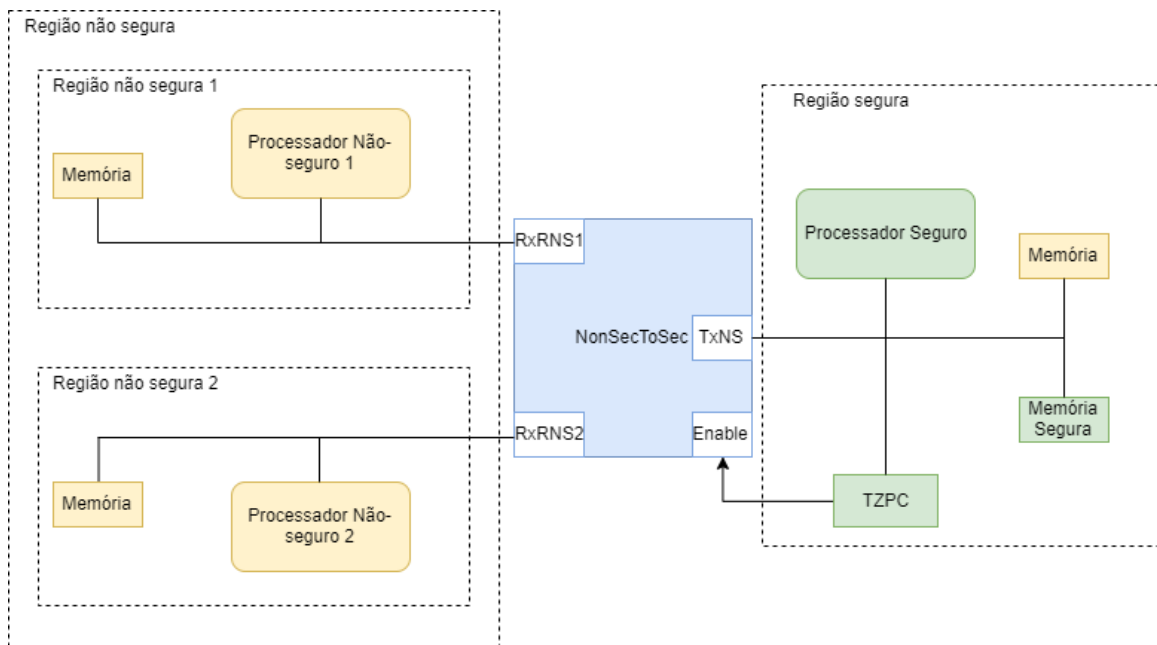 Região não segura
Região não segura 1
Processador Não-
seguro 1
Memória
RxRNS1
NonSecToSec
TxNS
RxRNS2
Enable
Região não segura 2
Memória
Processador Não-
seguro 2
Região segura
Processador Seguro
Memória
Memória
Segura
TZPC